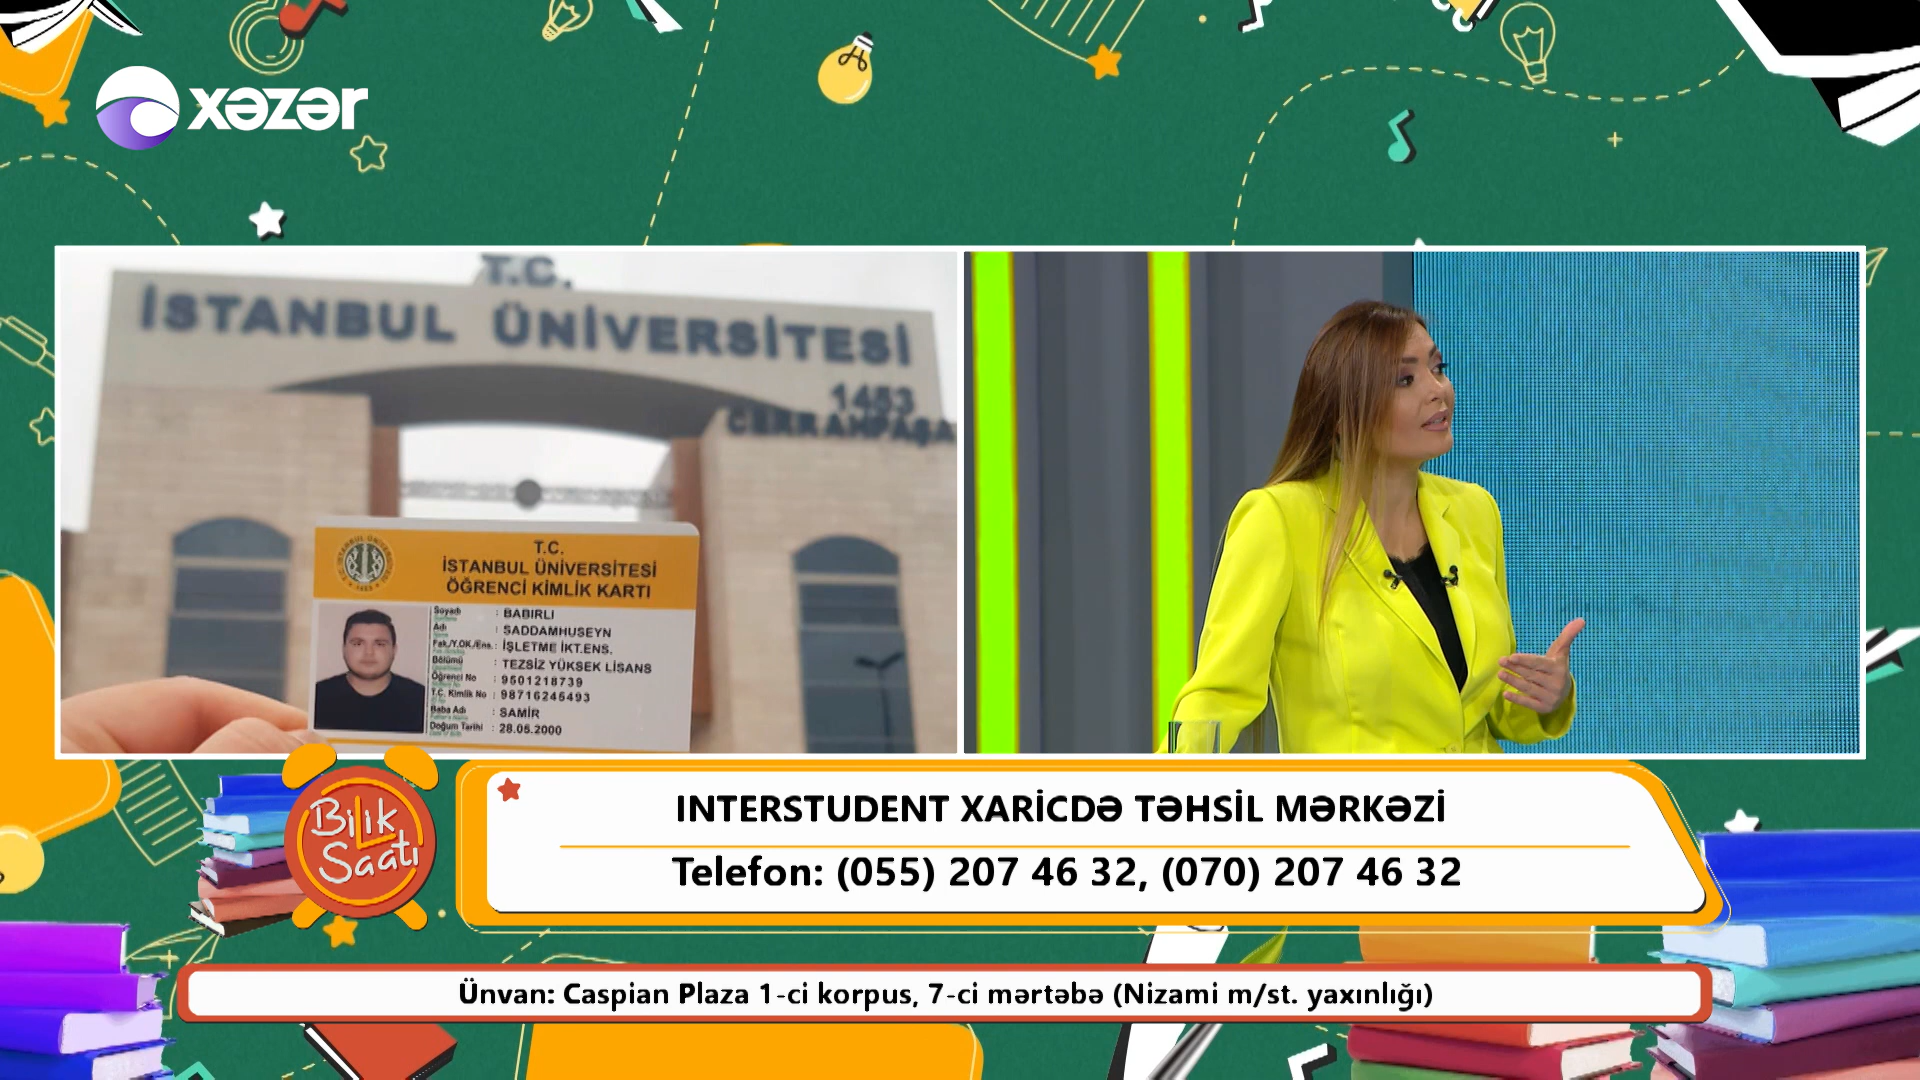 xəzər
T.C.
İSTANBUL ÜNİVERSİTESİ
1453
CERRAHPAŞA
T.C.
İSTANBUL ÜNİVERSİTESİ
ÖĞRENCİ KİMLİK KARTI
Soyadı : BABIRLI
Adı : SADDAMHUSEYN
Fak./Y.OK./Ens. : İŞLETME İKT.ENS.
Bölümü : TEZSİZ YÜKSEK LİSANS
Öğrenci No : 9501218739
T.C. Kimlik No : 98716245493
Baba Adı : SAMİR
Doğum Tarihi : 28.05.2000
Bilik
Saatı
INTERSTUDENT XARİCDƏ TƏHSİL MƏRKƏZİ
Telefon: (055) 207 46 32, (070) 207 46 32
Ünvan: Caspian Plaza 1-ci korpus, 7-ci mərtəbə (Nizami m/st. yaxınlığı)